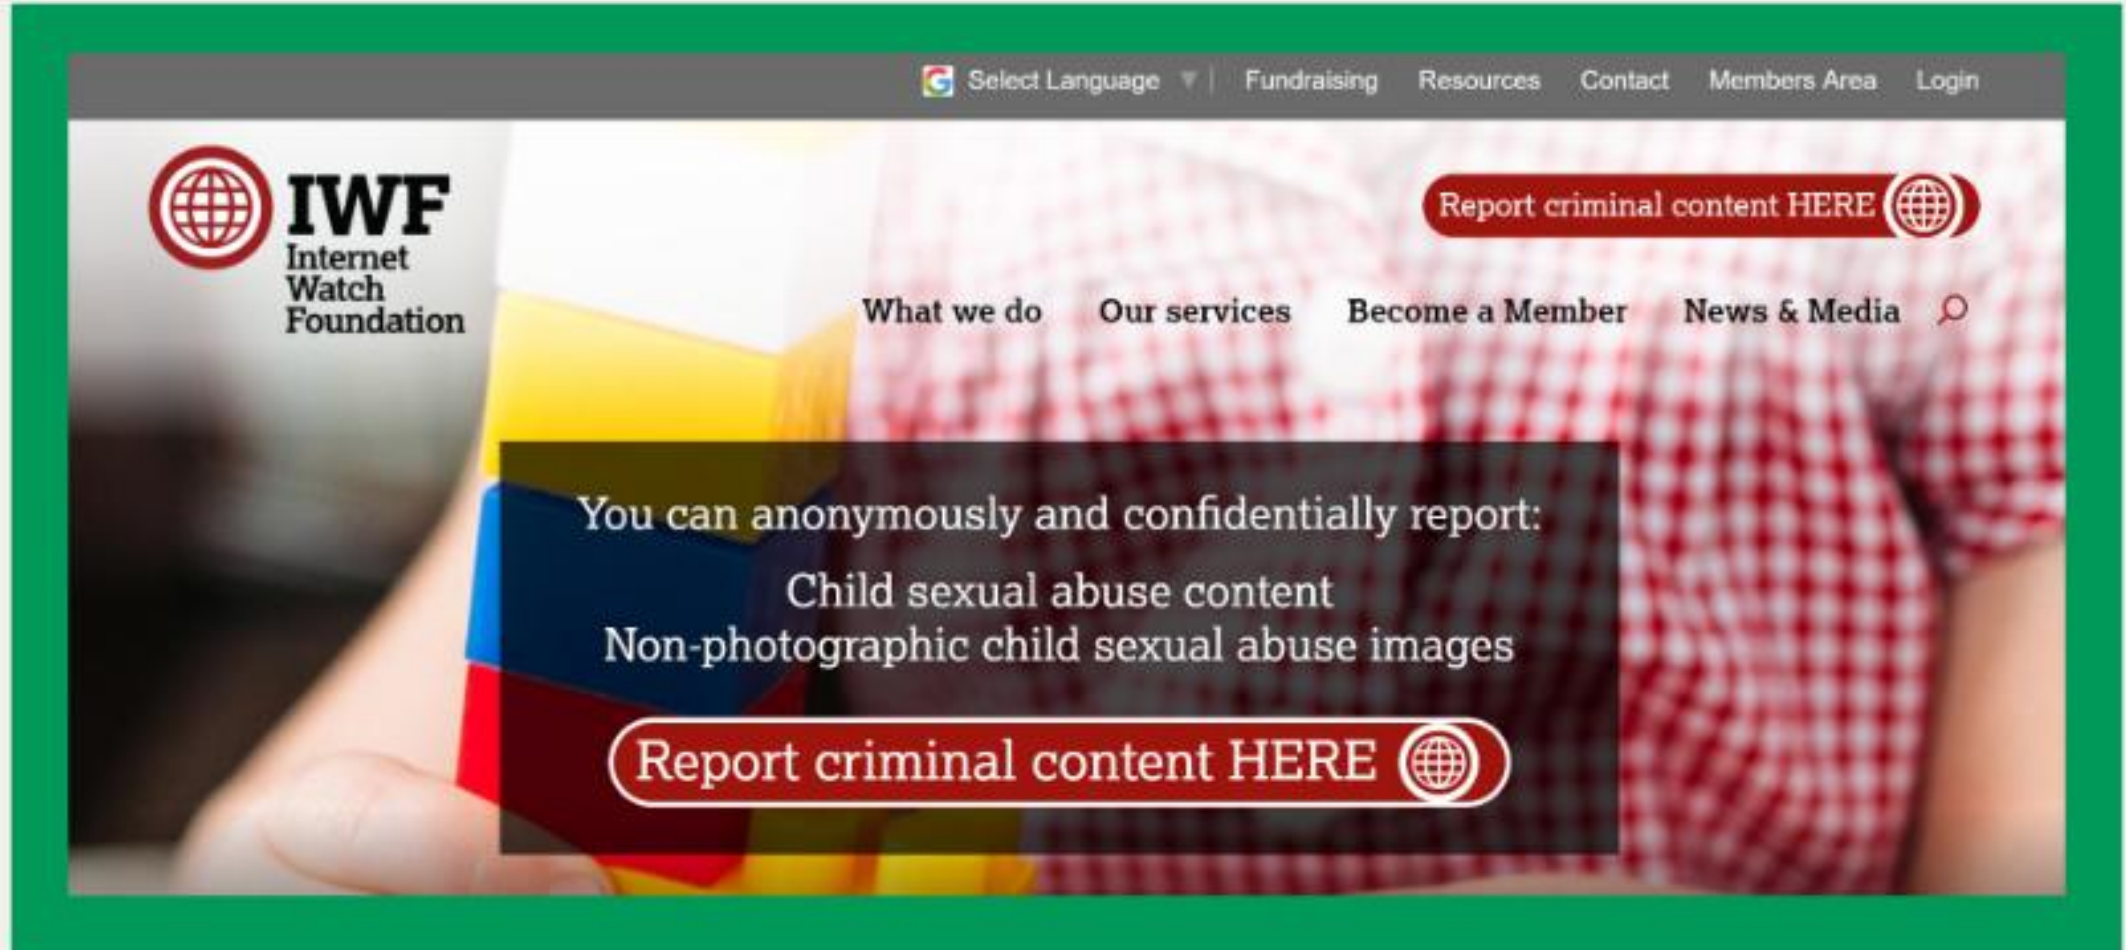 Select Language
Fundraising
Resources
Contact
Members Area
Login
IWF
Internet
Watch
Foundation
Report criminal content HERE
What we do
Our services
Become a Member
News & Media
You can anonymously and confidentially report:
Child sexual abuse content
Non-photographic child sexual abuse images
Report criminal content HERE